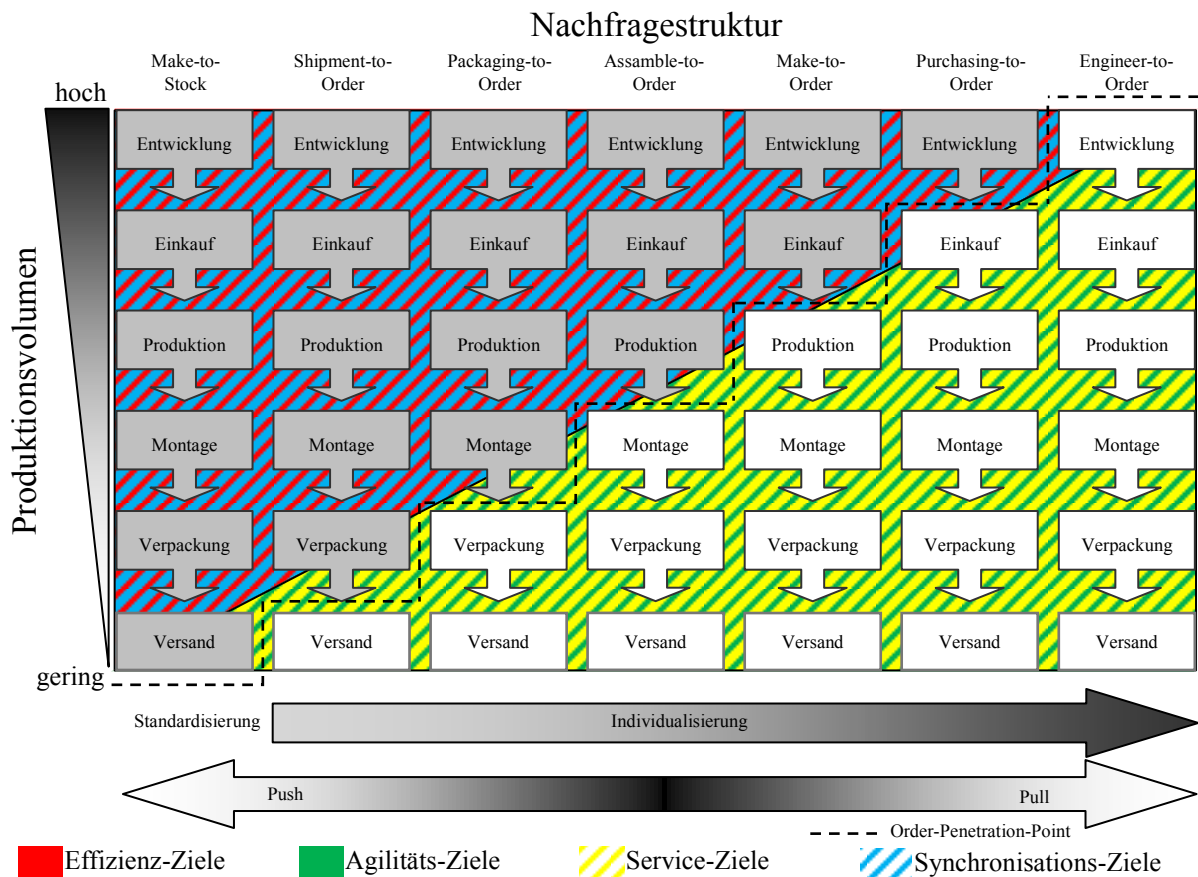 Nachfragestruktur
Make-to-
Stock
Shipment-to-
Order
Packaging-to-
Order
Assamble-to-
Order
Make-to-
Order
Purchasing-to-
Order
Engineer-to-
Order
hoch
Produktionsvolumen
gering
Entwicklung Entwicklung Entwicklung Entwicklung Entwicklung Entwicklung Entwicklung
Einkauf Einkauf Einkauf Einkauf Einkauf Einkauf Einkauf
Produktion Produktion Produktion Produktion Produktion Produktion Produktion
Montage Montage Montage Montage Montage Montage Montage
Verpackung Verpackung Verpackung Verpackung Verpackung Verpackung Verpackung
Versand Versand Versand Versand Versand Versand Versand
Standardisierung Individualisierung
Push Pull
Order-Penetration-Point
Effizienz-Ziele Agilitäts-Ziele Service-Ziele Synchronisations-Ziele